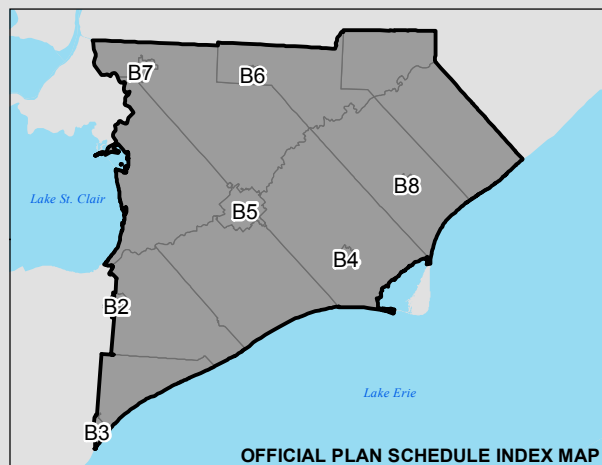 B7
B6
B8
Lake St. Clair
B5
B4
B2
Lake Erie
B3
OFFICIAL PLAN SCHEDULE INDEX MAP